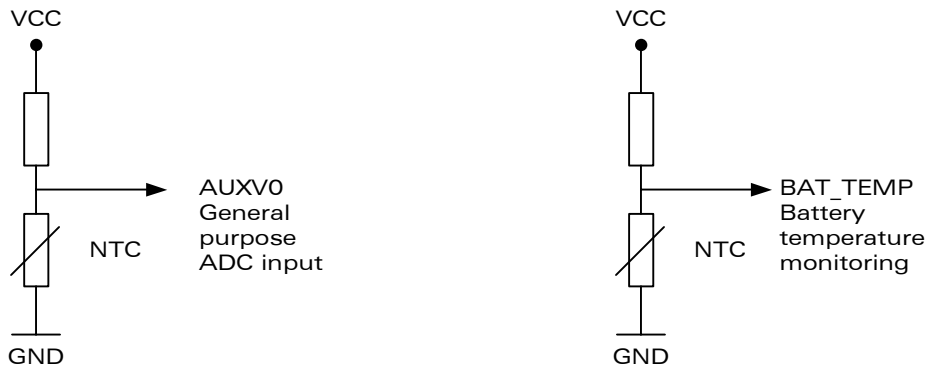 VCC
AUXV0
General
purpose
ADC input
NTC
GND
VCC
BAT_TEMP
Battery
temperature
monitoring
NTC
GND